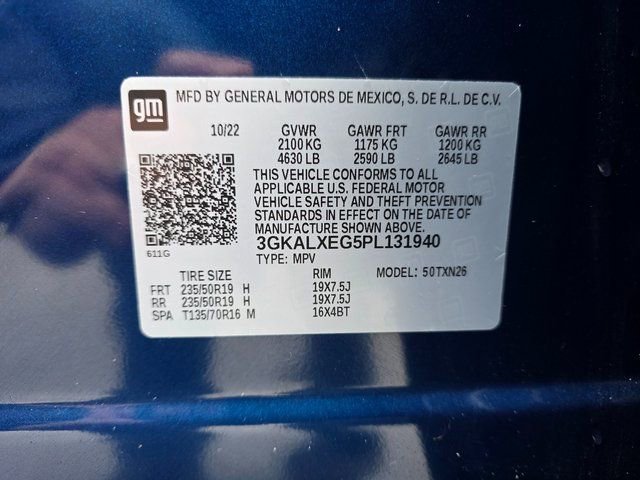 gm
MFD BY GENERAL MOTORS DE MEXICO, S. DE R.L. DE C.V.
10/22 GVWR GAWR FRT GAWR RR
2100 KG 1175 KG 1200 KG
4630 LB 2590 LB 2645 LB
THIS VEHICLE CONFORMS TO ALL
APPLICABLE U.S. FEDERAL MOTOR
VEHICLE SAFETY AND THEFT PREVENTION
STANDARDS IN EFFECT ON THE DATE OF
MANUFACTURE SHOWN ABOVE.
3GKALXEG5PL131940
611G TYPE: MPV
TIRE SIZE RIM MODEL: 50TXN26
FRT 235/50R19 H 19X7.5J
RR 235/50R19 H 19X7.5J
SPA T135/70R16 M 16X4BT